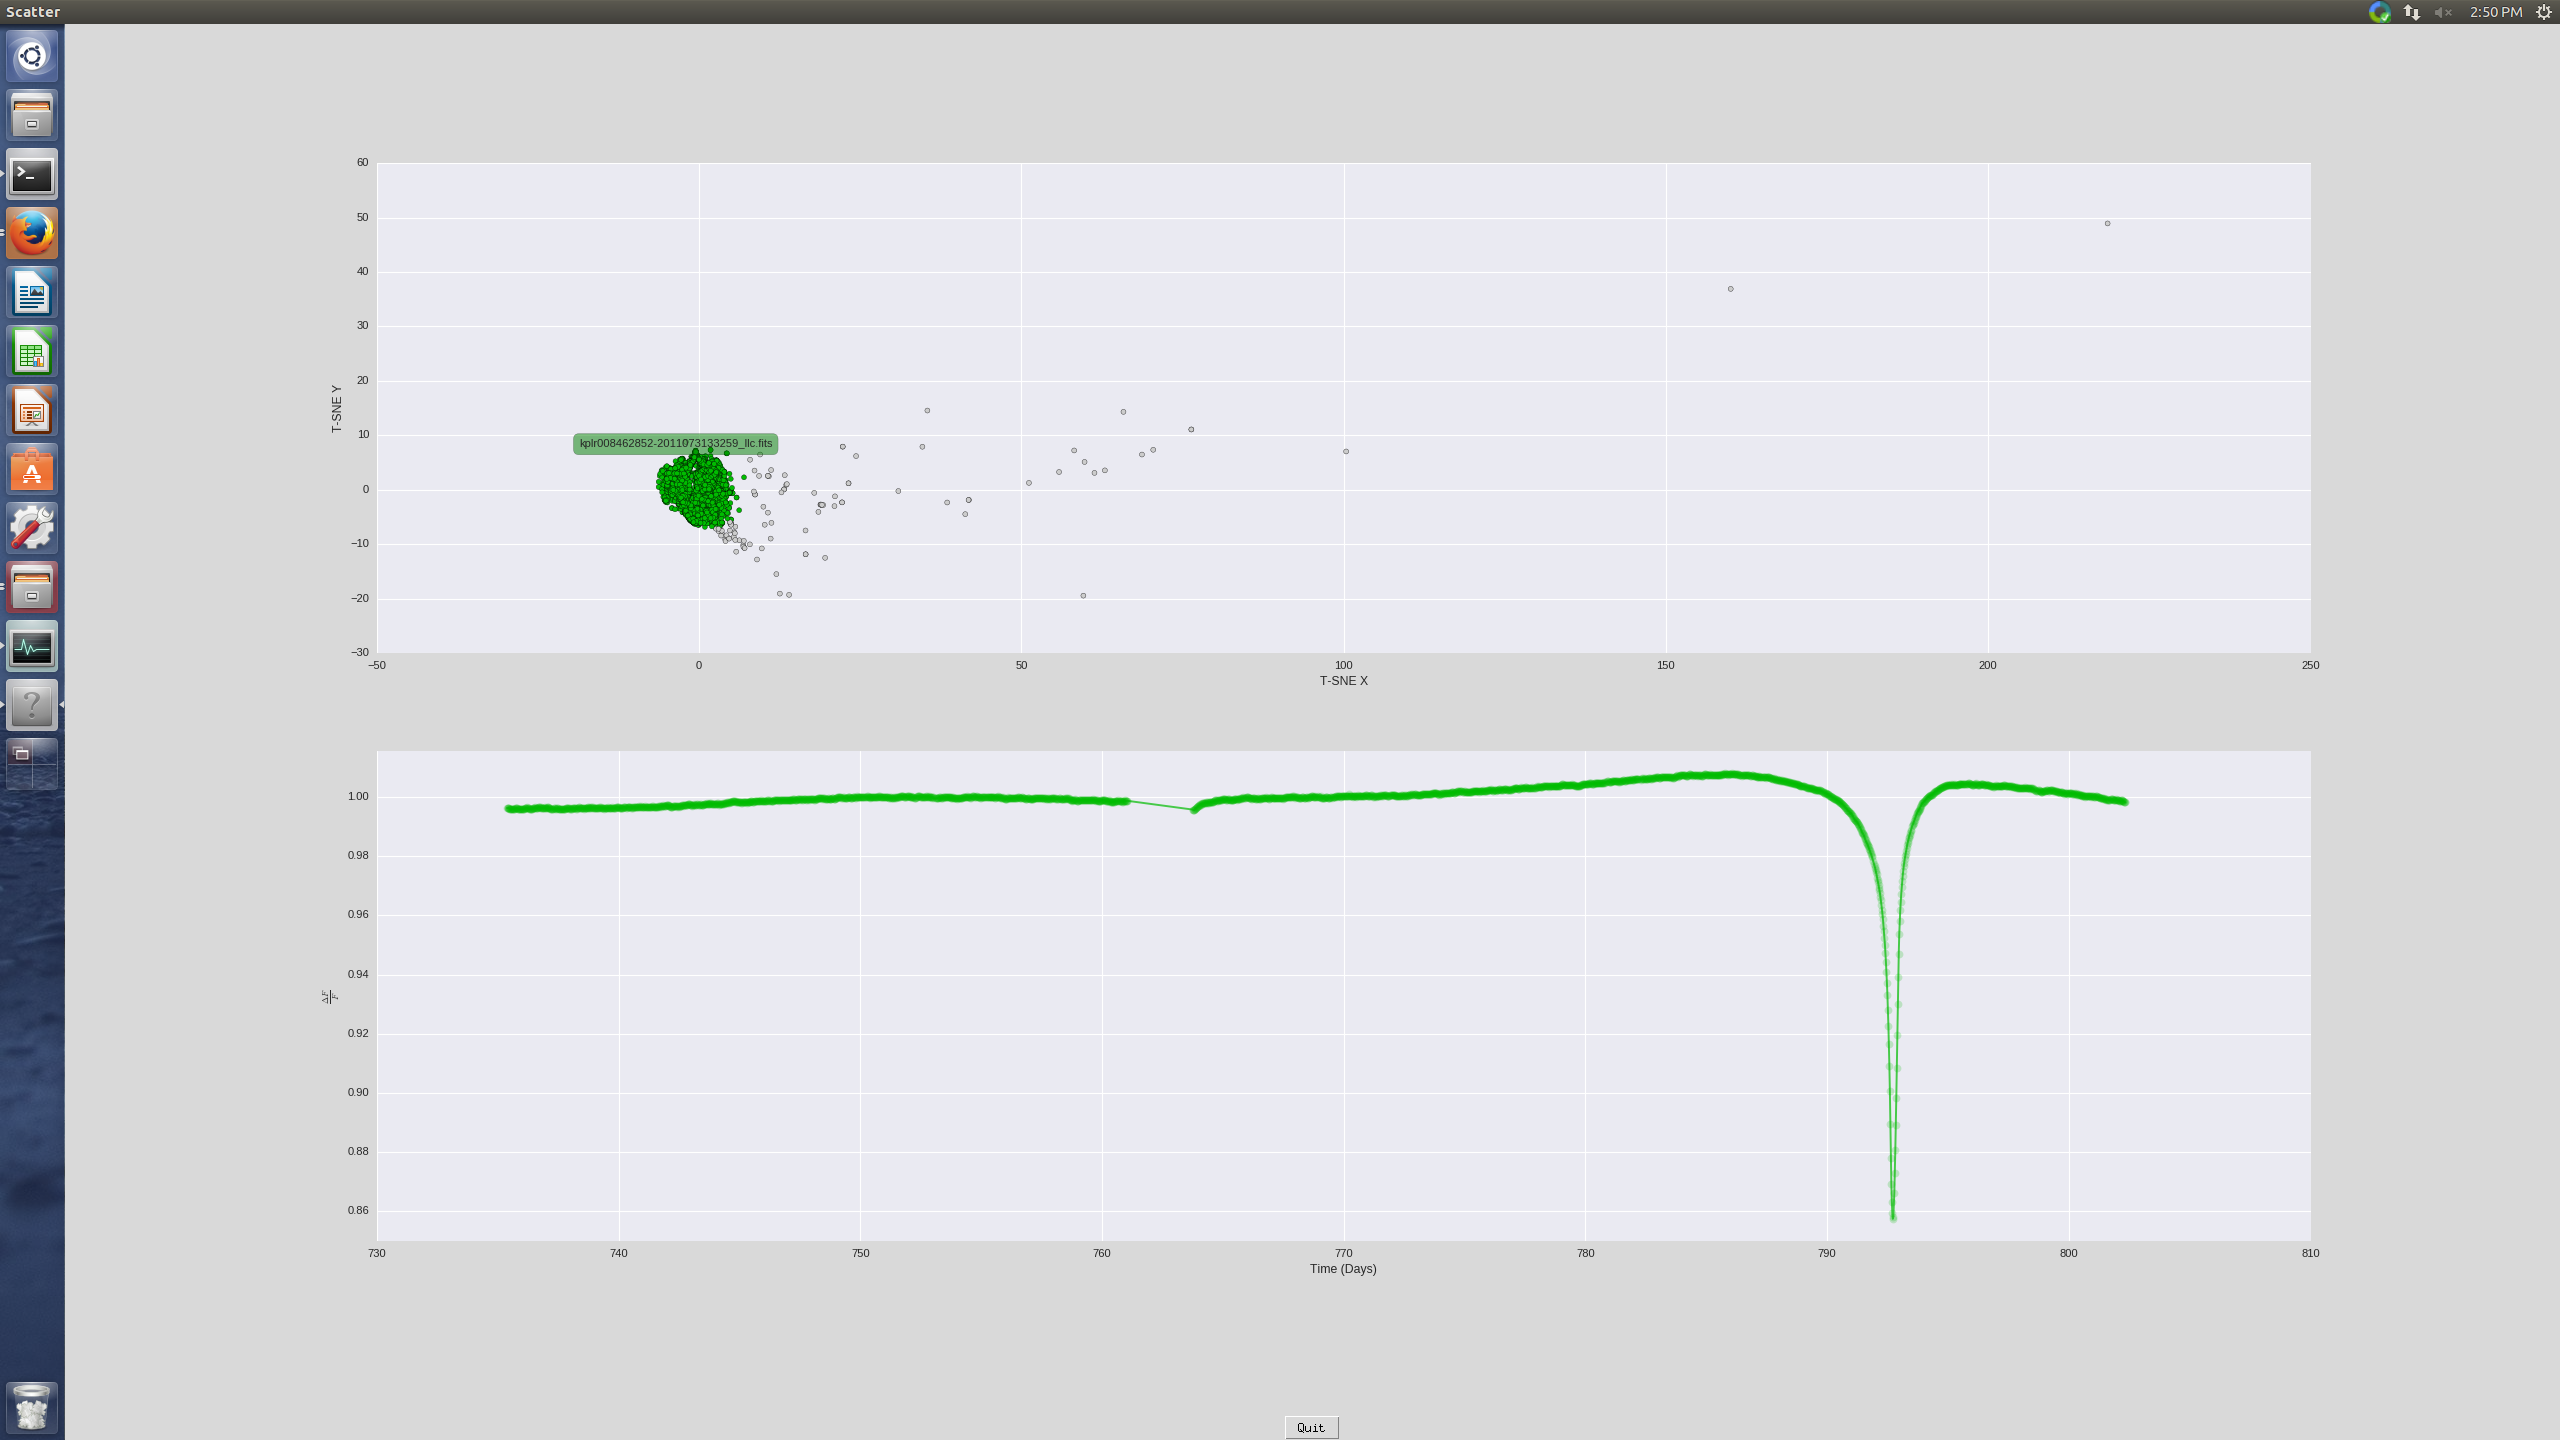 Scatter
2:50 PM
60
50
40
30
20
10
0
−10
−20
−30
T-SNE Y
kplr008462852-2011073133259_llc.fits
−50 0 50 100 150 200 250
T-SNE X
1.00
0.98
0.96
0.94
0.92
0.90
0.88
0.86
ΔF
F
730 740 750 760 770 780 790 800 810
Time (Days)
Quit